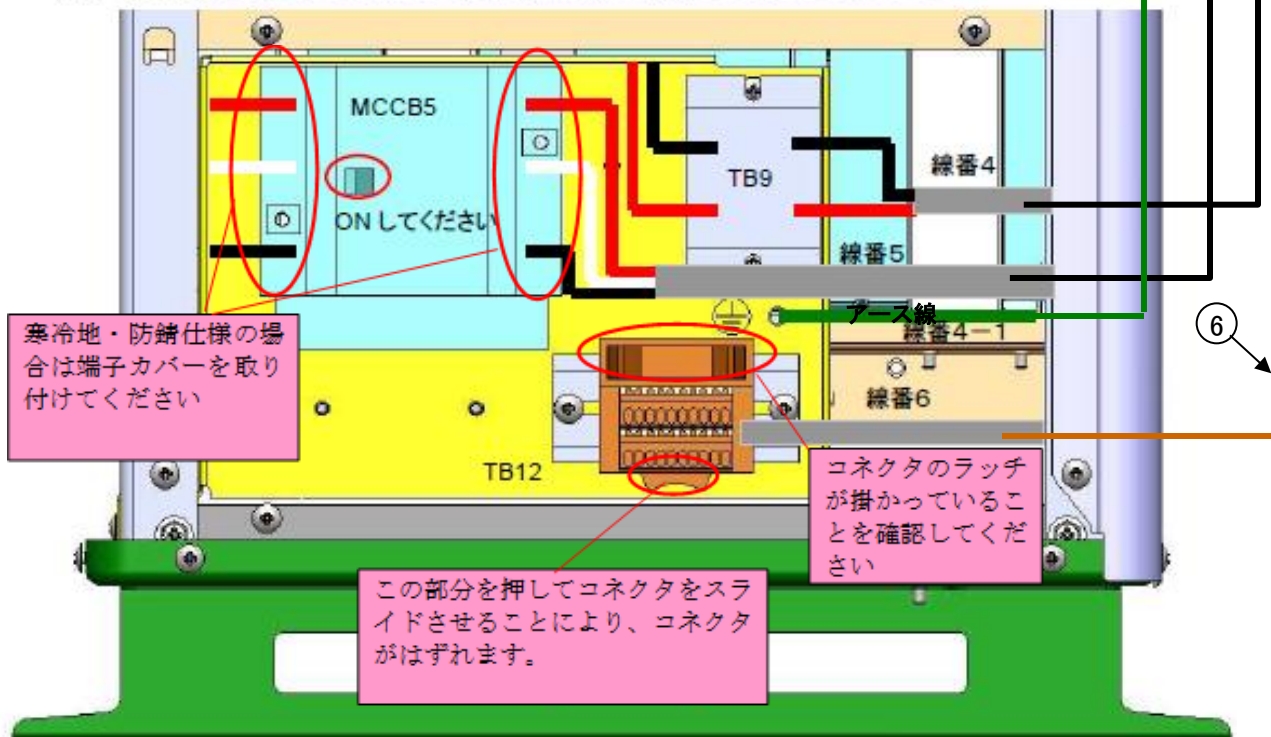 MCCB5
ONしてください
TB9
線番4
線番5
アース線
線番4-1
線番6
⑥
TB12
寒冷地・防錆仕様の場
合は端子カバーを取り
付けてください
コネクタのラッチ
が掛かっているこ
とを確認してくだ
さい
この部分を押してコネクタをスラ
イドさせることにより、コネクタ
がはずれます。